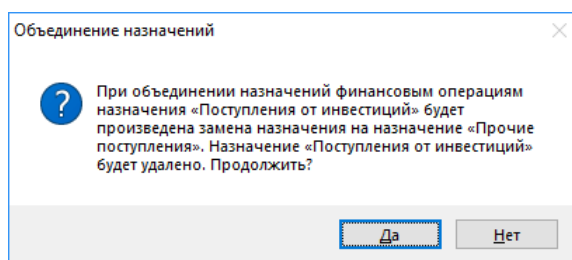 Объединение назначений
При объединении назначений финансовым операциям
назначения «Поступления от инвестиций» будет
произведена замена назначения на назначение «Прочие
поступления». Назначение «Поступления от инвестиций»
будет удалено. Продолжить?
Да
Нет